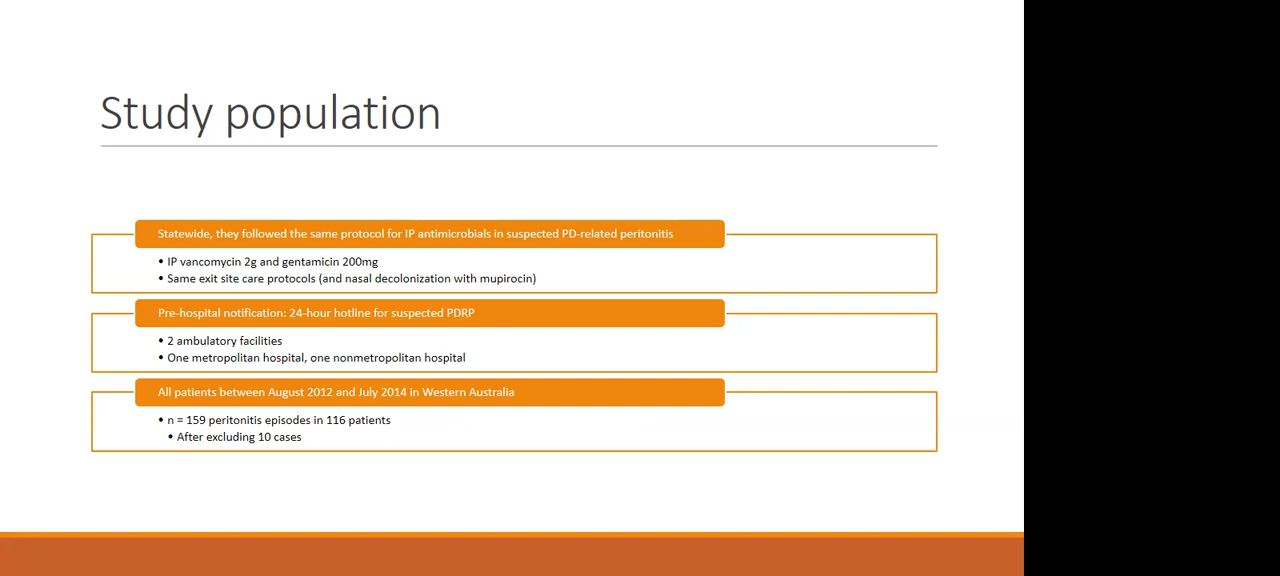 Study population
Statewide, they followed the same protocol for IP antimicrobials in suspected PD-related peritonitis
• IP vancomycin 2g and gentamicin 200mg
• Same exit site care protocols (and nasal decolonization with mupirocin)
Pre-hospital notification: 24-hour hotline for suspected PDRP
• 2 ambulatory facilities
• One metropolitan hospital, one nonmetropolitan hospital
All patients between August 2012 and July 2014 in Western Australia
• n = 159 peritonitis episodes in 116 patients
• After excluding 10 cases